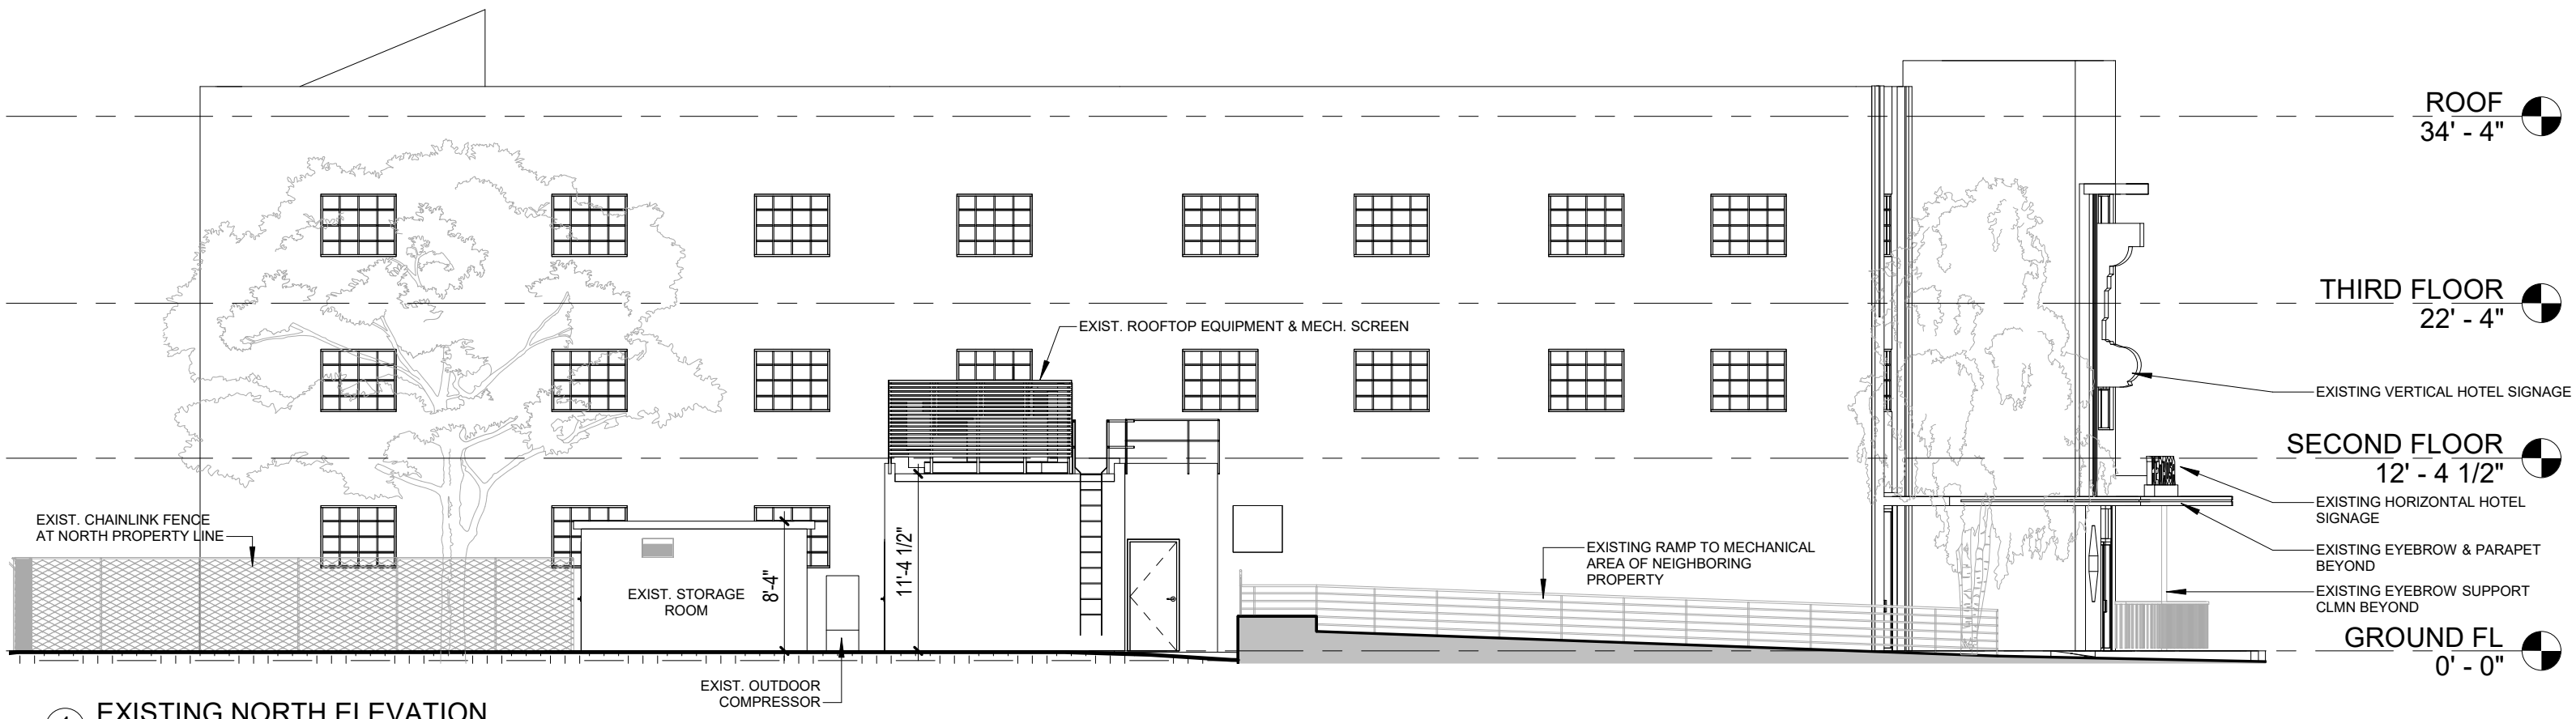 ROOF
34' - 4"
THIRD FLOOR
22' - 4"
EXIST. ROOFTOP EQUIPMENT & MECH. SCREEN
EXISTING VERTICAL HOTEL SIGNAGE
SECOND FLOOR
12' - 4 1/2"
EXISTING HORIZONTAL HOTEL
SIGNAGE
EXIST. CHAINLINK FENCE
AT NORTH PROPERTY LINE
EXISTING RAMP TO MECHANICAL
AREA OF NEIGHBORING
PROPERTY
EXISTING EYEBROW & PARAPET
BEYOND
EXIST. STORAGE
ROOM
8'-4"
11'-4 1/2"
EXISTING EYEBROW SUPPORT
CLMN BEYOND
GROUND FL
0' - 0"
EXIST. OUTDOOR
COMPRESSOR
EXISTING NORTH ELEVATION